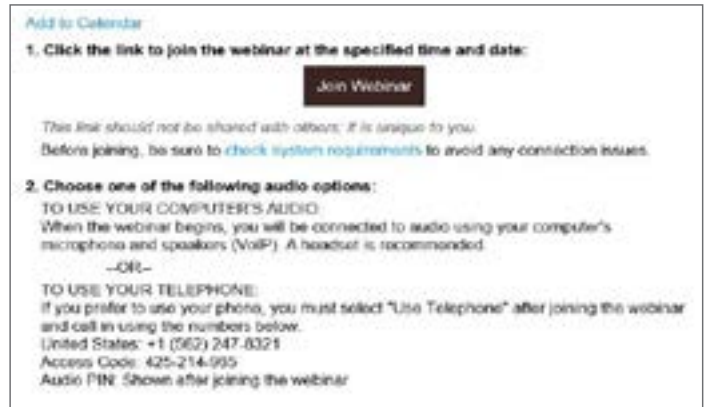 Add to Calendar
1. Click the link to join the webinar at the specified time and date:
Join Webinar
This link should not be shared with others; it is unique to you.
Before joining, be sure to check system requirements to avoid any connection issues.
2. Choose one of the following audio options:
TO USE YOUR COMPUTER'S AUDIO:
When the webinar begins, you will be connected to audio using your computer's
microphone and speakers (VoIP). A headset is recommended.
--OR--
TO USE YOUR TELEPHONE:
If you prefer to use your phone, you must select "Use Telephone" after joining the webinar
and call in using the numbers below.
United States: +1 (562) 247-8321
Access Code: 425-214-965
Audio PIN: Shown after joining the webinar